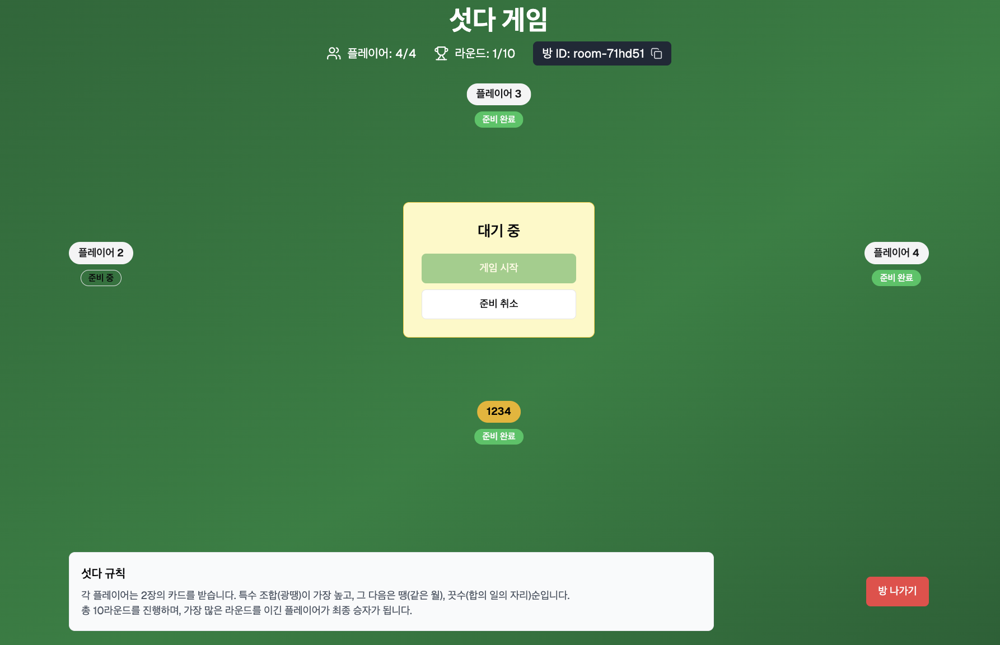 섯다 게임
플레이어: 4/4
라운드: 1/10
방 ID: room-71hd51
플레이어 3
준비 완료
대기 중
게임 시작
준비 취소
플레이어 2
준비 중
플레이어 4
준비 완료
1234
준비 완료
섯다 규칙
각 플레이어는 2장의 카드를 받습니다. 특수 조합(광땡)이 가장 높고, 그 다음은 땡(같은 월), 끗수(합의 일의 자리)순입니다.
총 10라운드를 진행하며, 가장 많은 라운드를 이긴 플레이어가 최종 승자가 됩니다.
방 나가기